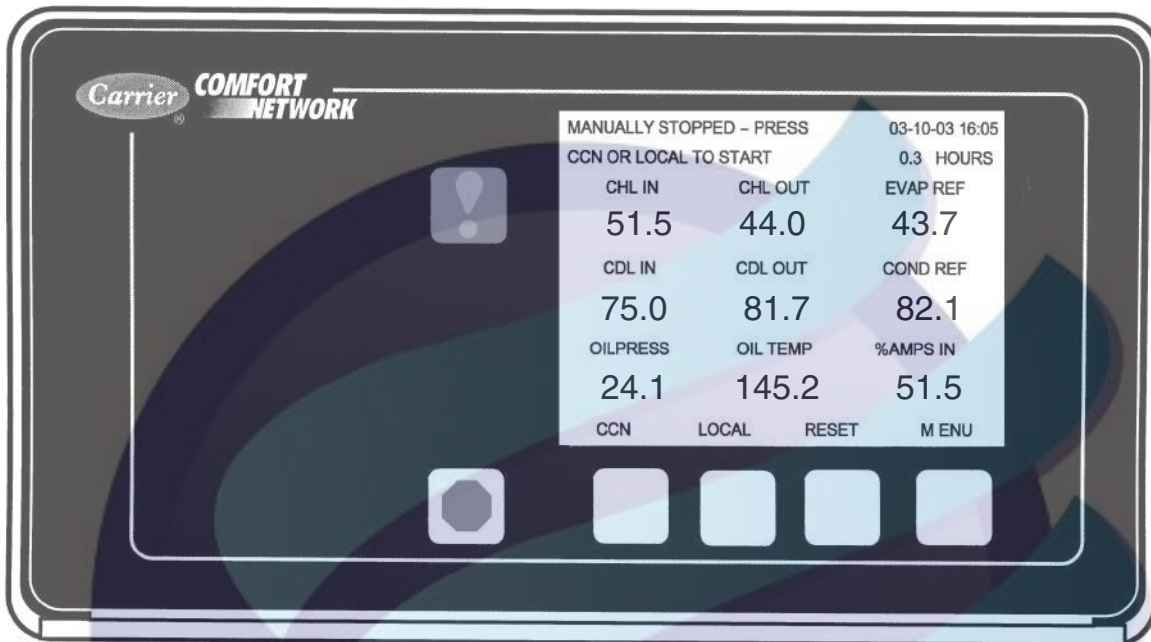 Carrier
®
COMFORT
NETWORK
MANUALLY STOPPED – PRESS 03-10-03 16:05
CCN OR LOCAL TO START 0.3 HOURS
CHL IN CHL OUT EVAP REF
51.5 44.0 43.7
CDL IN CDL OUT COND REF
75.0 81.7 82.1
OILPRESS OIL TEMP %AMPS IN
24.1 145.2 51.5
CCN LOCAL RESET M ENU